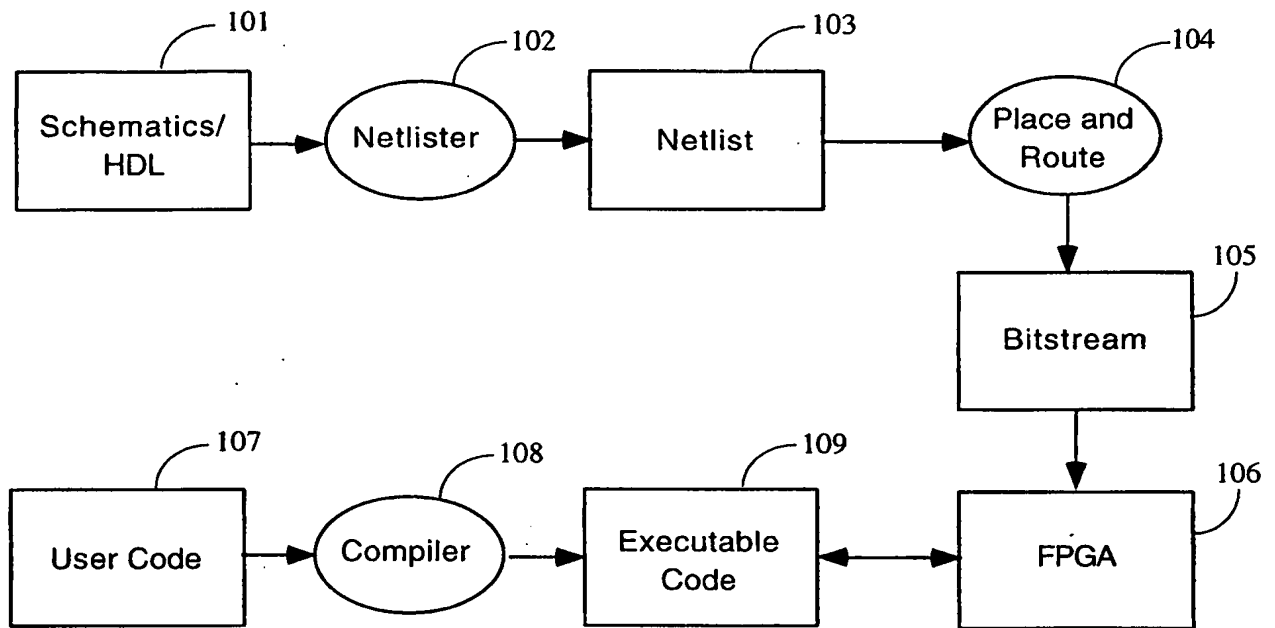 101
102
103
104
Schematics/
HDL
Netlister
Netlist
Place and
Route
105
Bitstream
107
108
109
106
User Code
Compiler
Executable
Code
FPGA